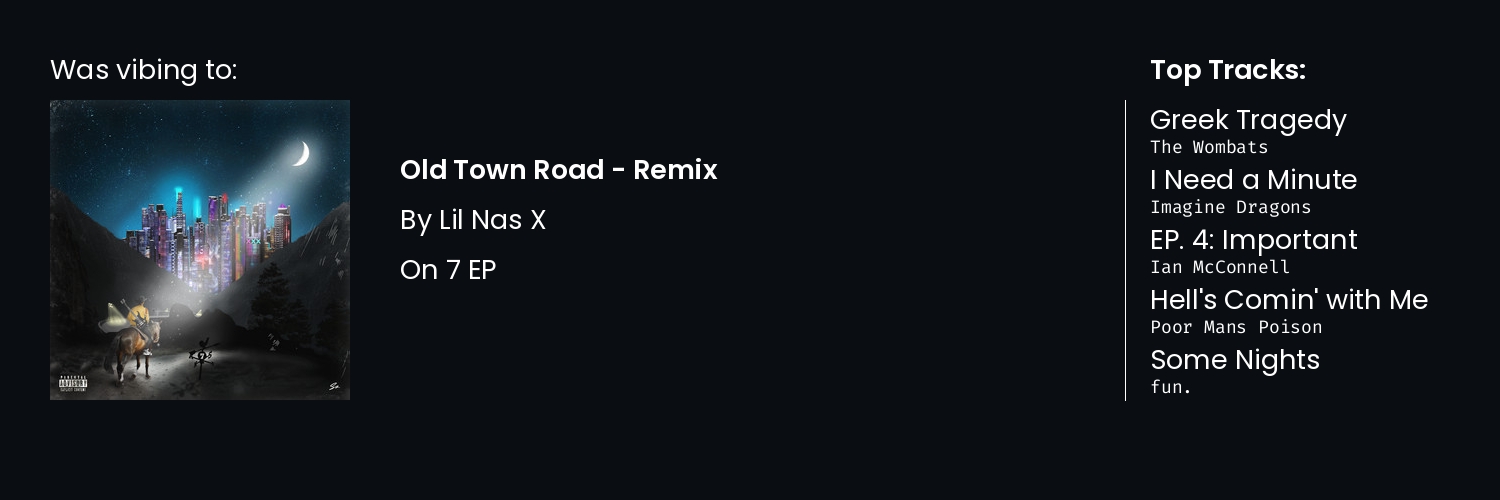 Was vibing to:
Old Town Road - Remix
By Lil Nas X
On 7 EP
PARENTAL
ADVISORY
EXPLICIT CONTENT
Top Tracks:
Greek Tragedy
The Wombats
I Need a Minute
Imagine Dragons
EP. 4: Important
Ian McConnell
Hell's Comin' with Me
Poor Mans Poison
Some Nights
fun.